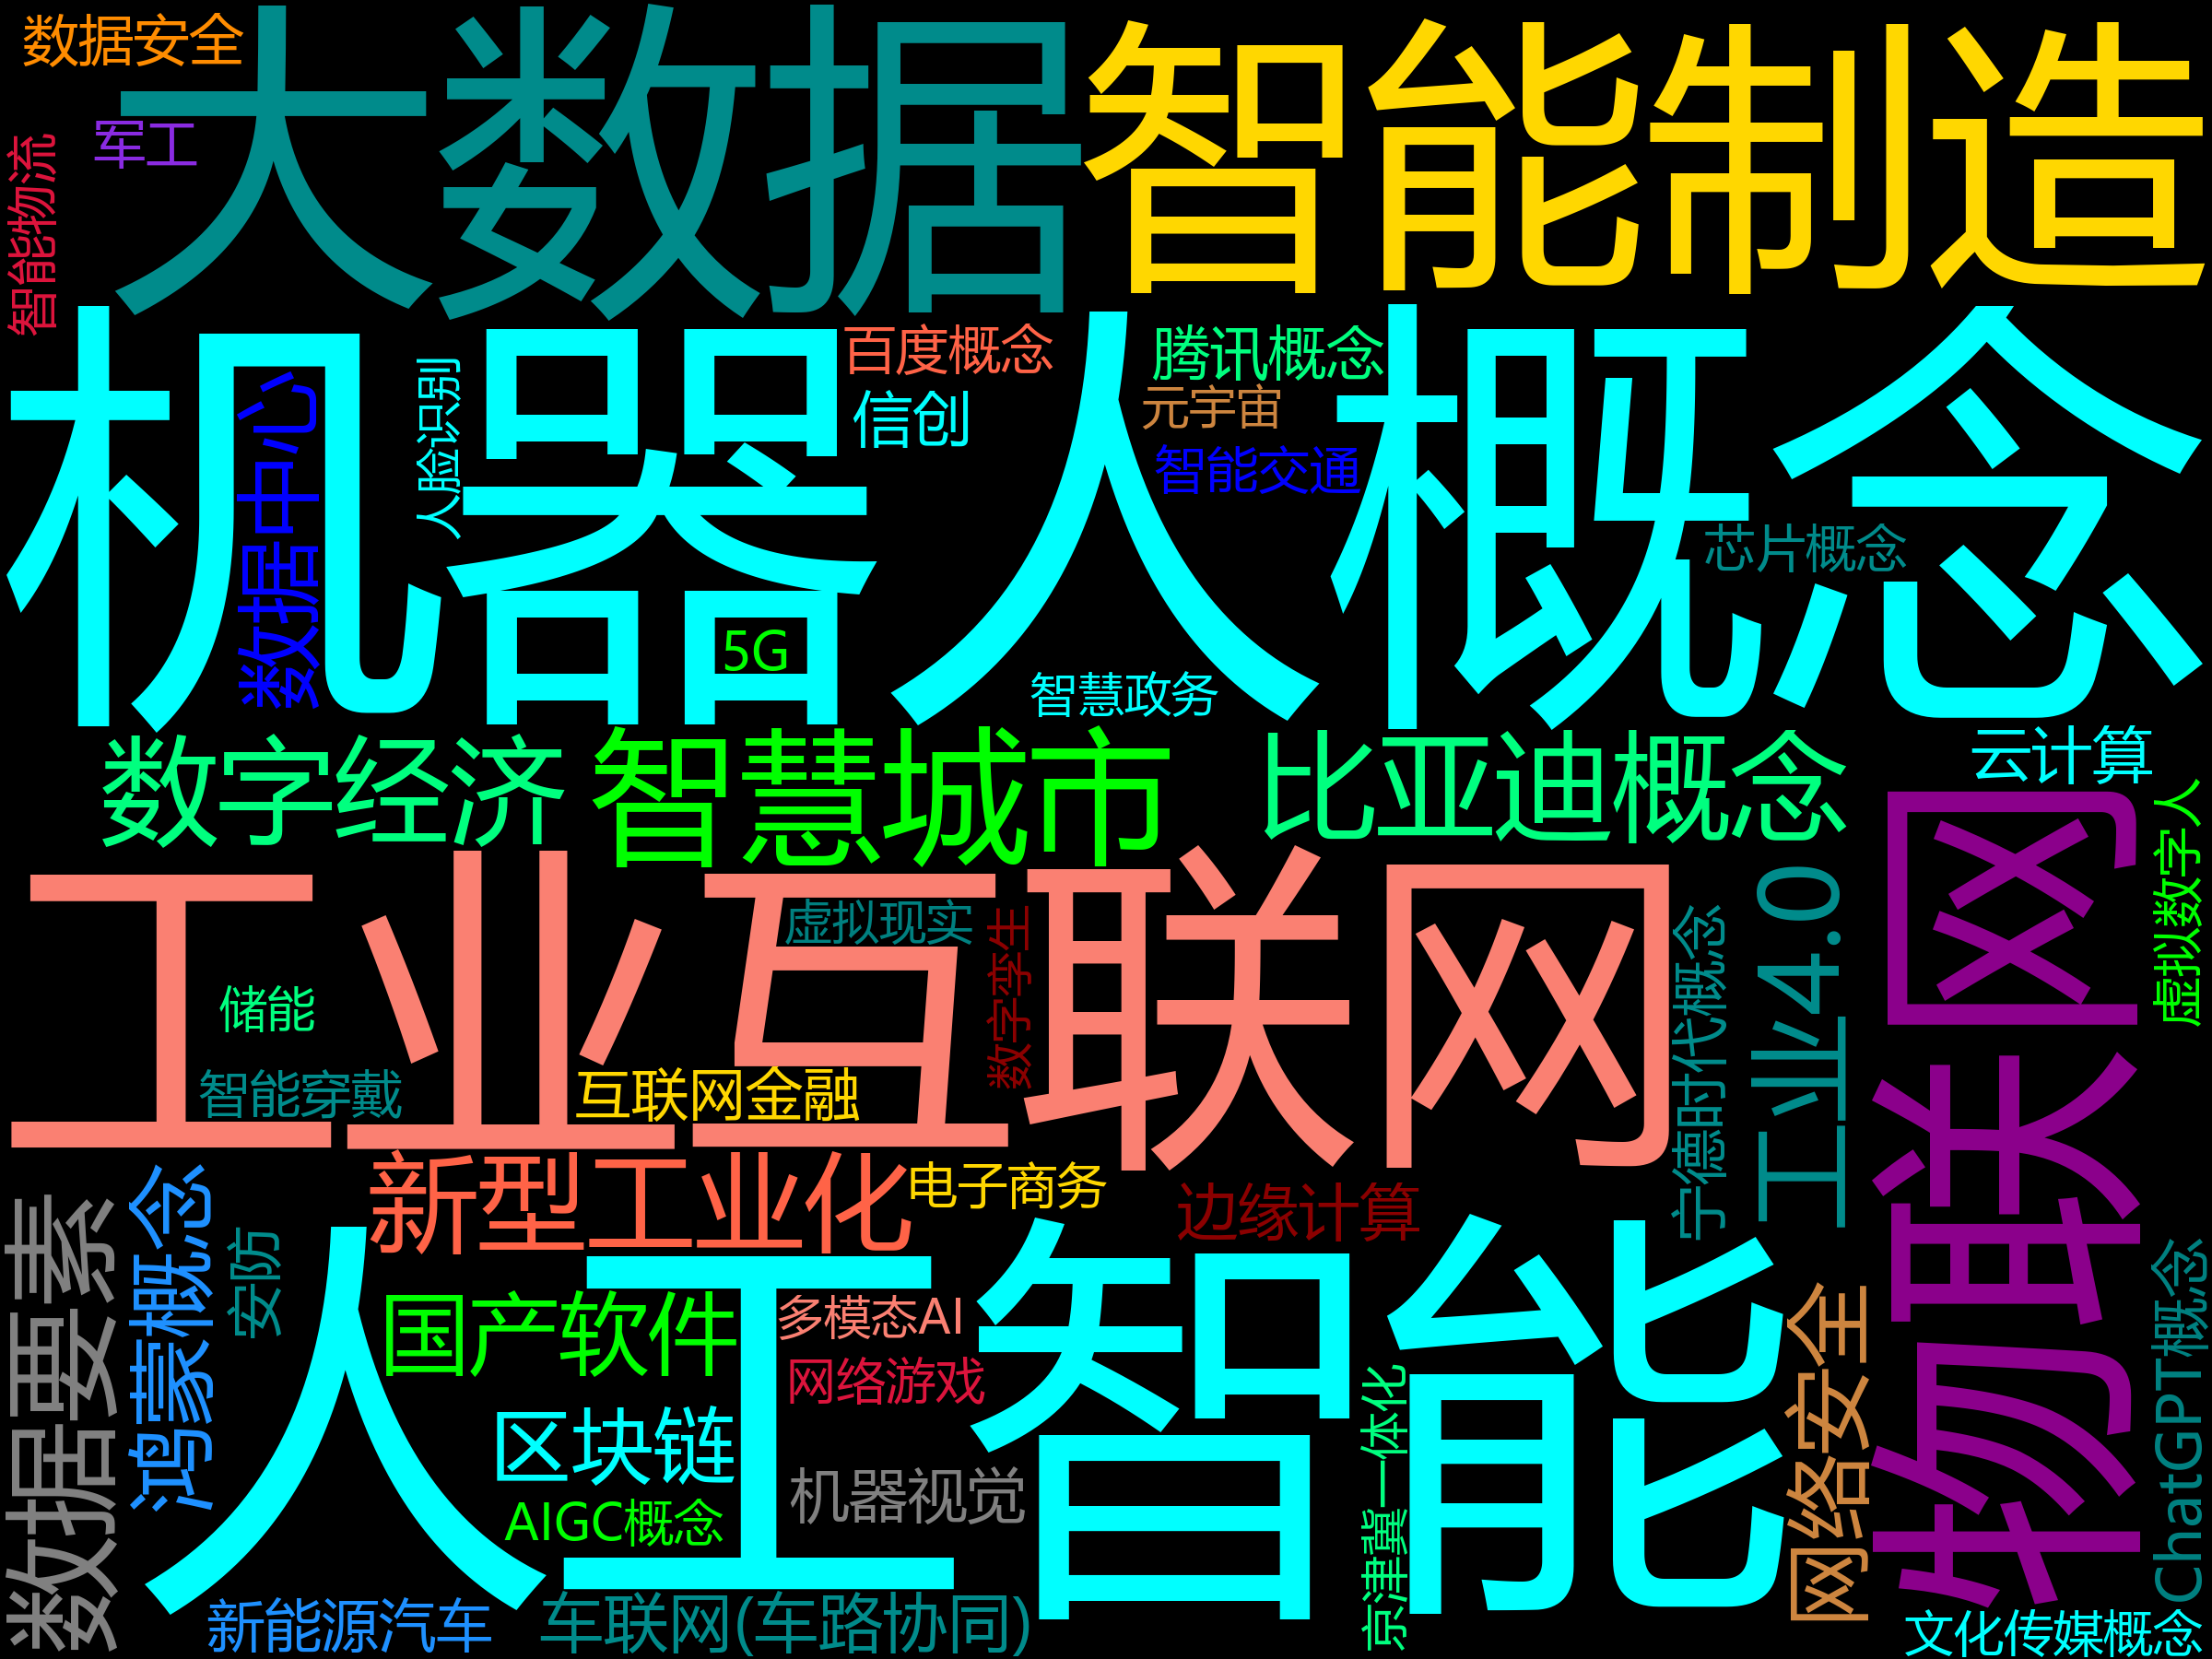 数据安全
大数据
智能制造
军工
智能物流
机器人概念
百度概念
腾讯概念
人脸识别
数据中心
信创
元宇宙
智能交通
芯片概念
5G
智慧政务
数字经济
智慧城市
比亚迪概念
云计算
虚拟数字人
工业互联网
虚拟现实
数字孪生
宁德时代概念
工业4.0
物联网
储能
智能穿戴
互联网金融
新型工业化
电子商务
边缘计算
数据要素
鸿蒙概念
安防
人工智能
国产软件
多模态AI
网络游戏
京津冀一体化
网络安全
ChatGPT概念
区块链
机器视觉
AIGC概念
新能源汽车
车联网(车路协同)
文化传媒概念